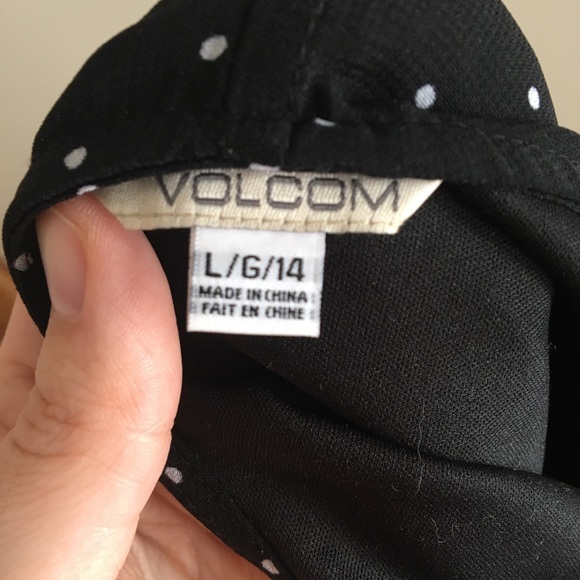 VOLCOM
L/G/14
MADE IN CHINA
FAIT EN CHINE